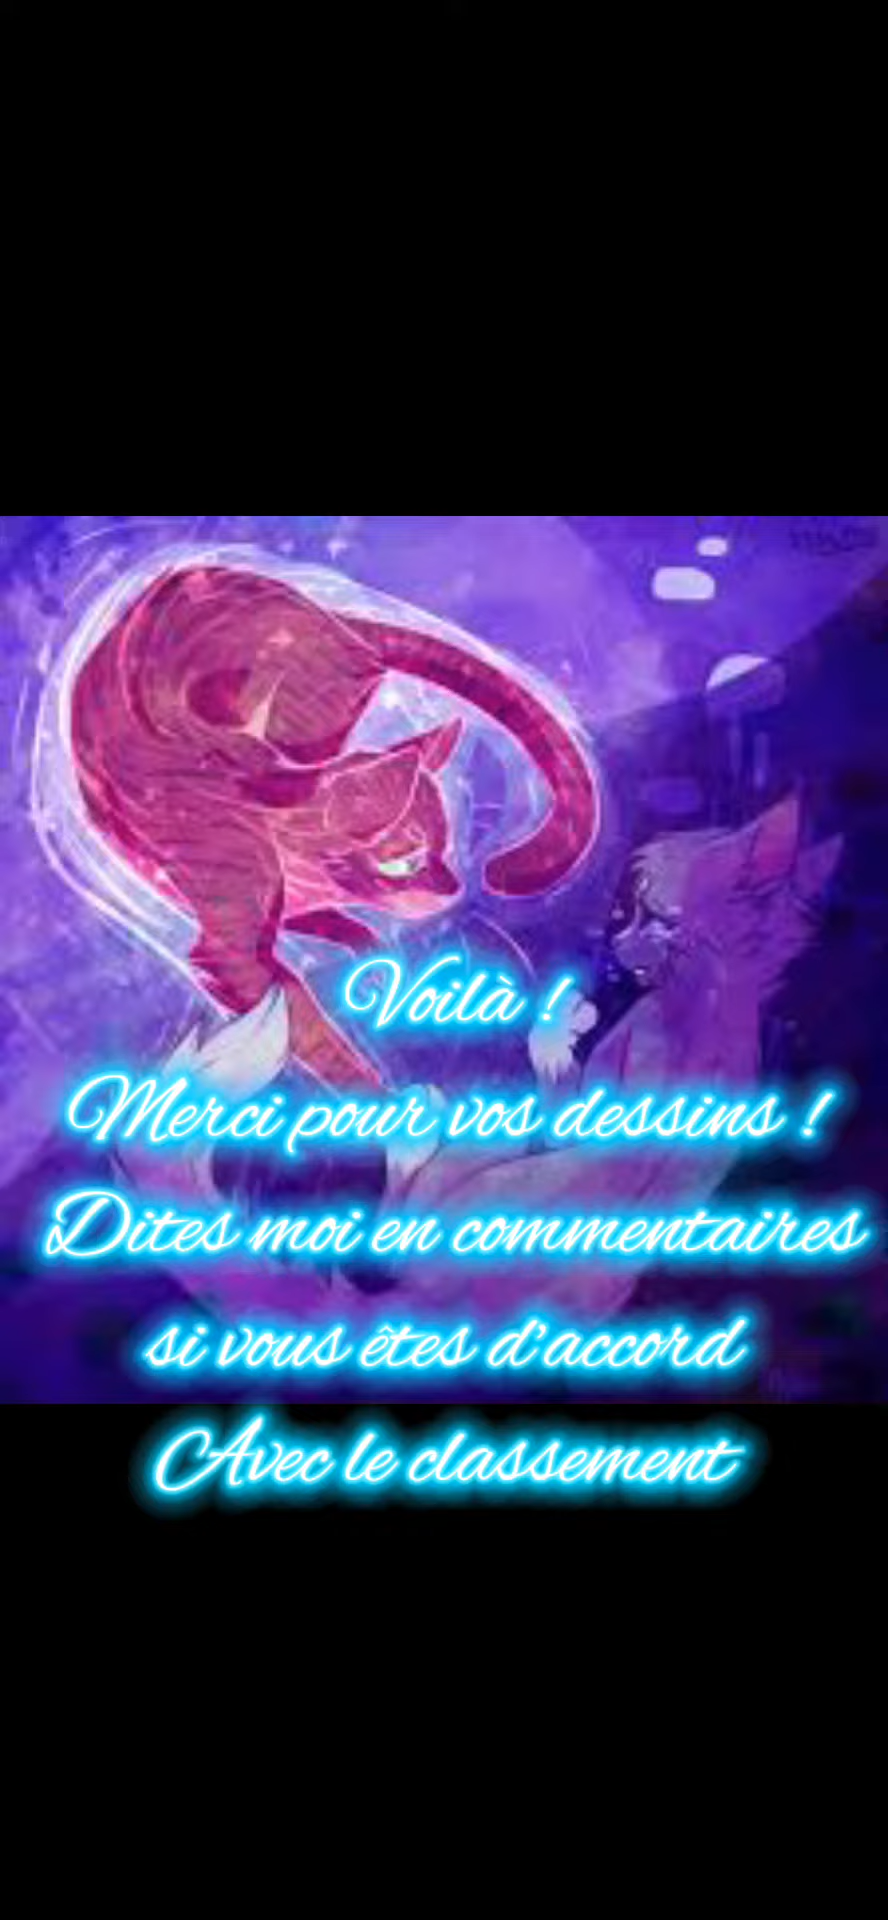 Voilà !
Merci pour vos dessins !
Dites moi en commentaires
si vous êtes d'accord
Avec le classement